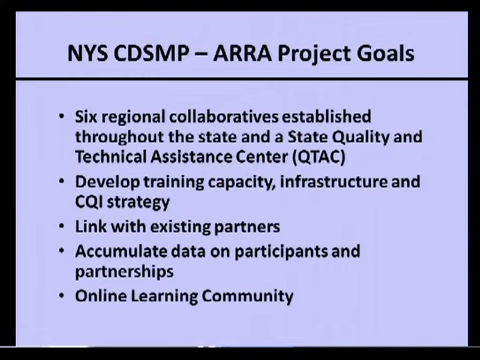 NYS CDSMP – ARRA Project Goals
• Six regional collaboratives established
throughout the state and a State Quality and
Technical Assistance Center (QTAC)
• Develop training capacity, infrastructure and
CQI strategy
• Link with existing partners
• Accumulate data on participants and
partnerships
• Online Learning Community